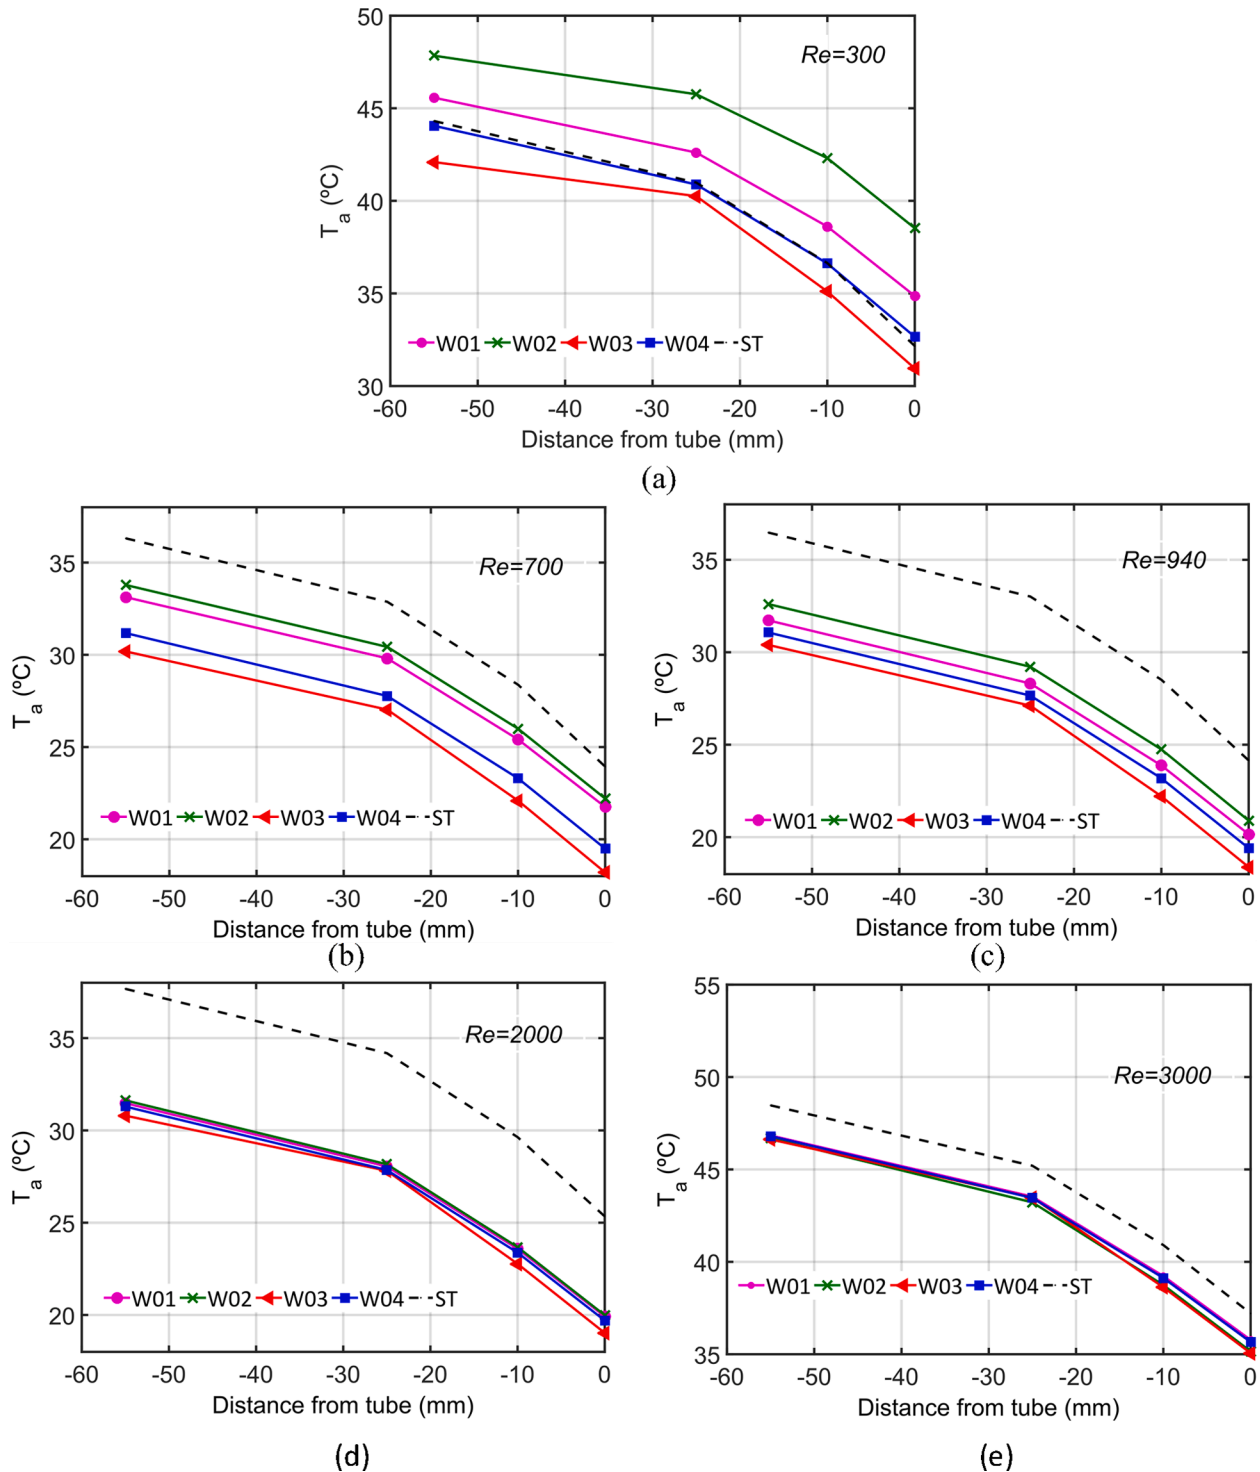 50
45
40
35
30
T_a (ºC)
Re=300
W01 W02 W03 W04 ST
-60 -50 -40 -30 -20 -10 0
Distance from tube (mm)
(a)
35
30
25
20
T_a (ºC)
Re=700
W01 W02 W03 W04 ST
-60 -50 -40 -30 -20 -10 0
Distance from tube (mm)
(b)
35
30
25
20
T_a (ºC)
Re=940
W01 W02 W03 W04 ST
-60 -50 -40 -30 -20 -10 0
Distance from tube (mm)
(c)
35
30
25
20
T_a (ºC)
Re=2000
W01 W02 W03 W04 ST
-60 -50 -40 -30 -20 -10 0
Distance from tube (mm)
(d)
55
50
45
40
35
T_a (ºC)
Re=3000
W01 W02 W03 W04 ST
-60 -50 -40 -30 -20 -10 0
Distance from tube (mm)
(e)